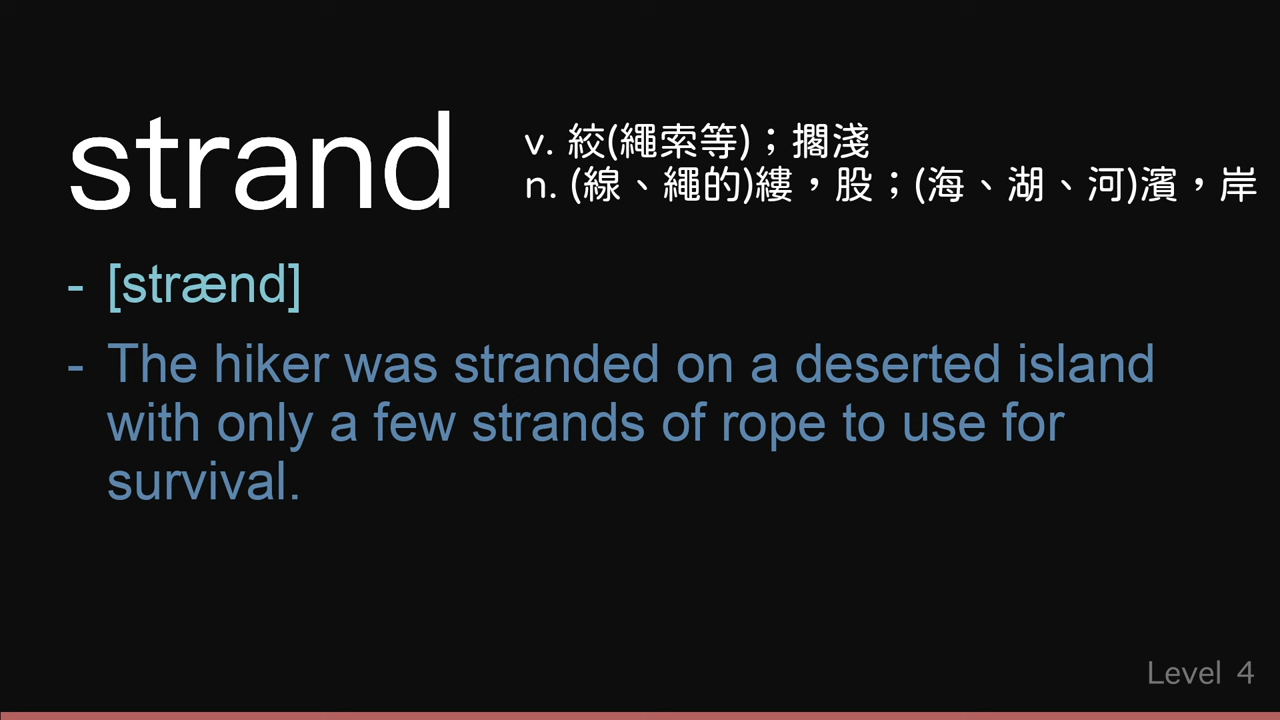 strand
v. 絞(繩索等)；擱淺
n. (線、繩的)縷，股；(海、湖、河)濱，岸
- [strænd]
- The hiker was stranded on a deserted island
with only a few strands of rope to use for
survival.
Level 4